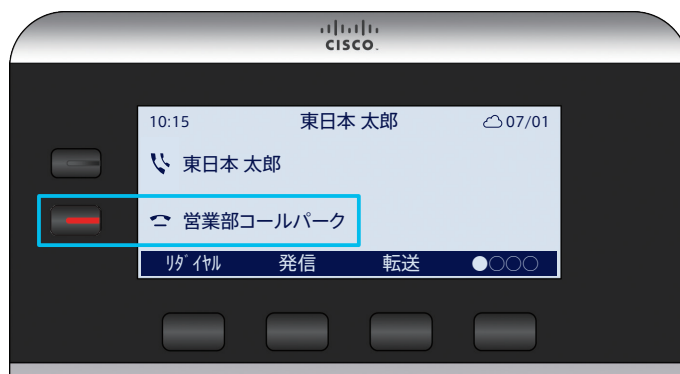 CISCO
10:15 東日本 太郎 07/01
東日本 太郎
営業部コールパーク
ﾘﾀﾞｲﾔﾙ 発信 転送